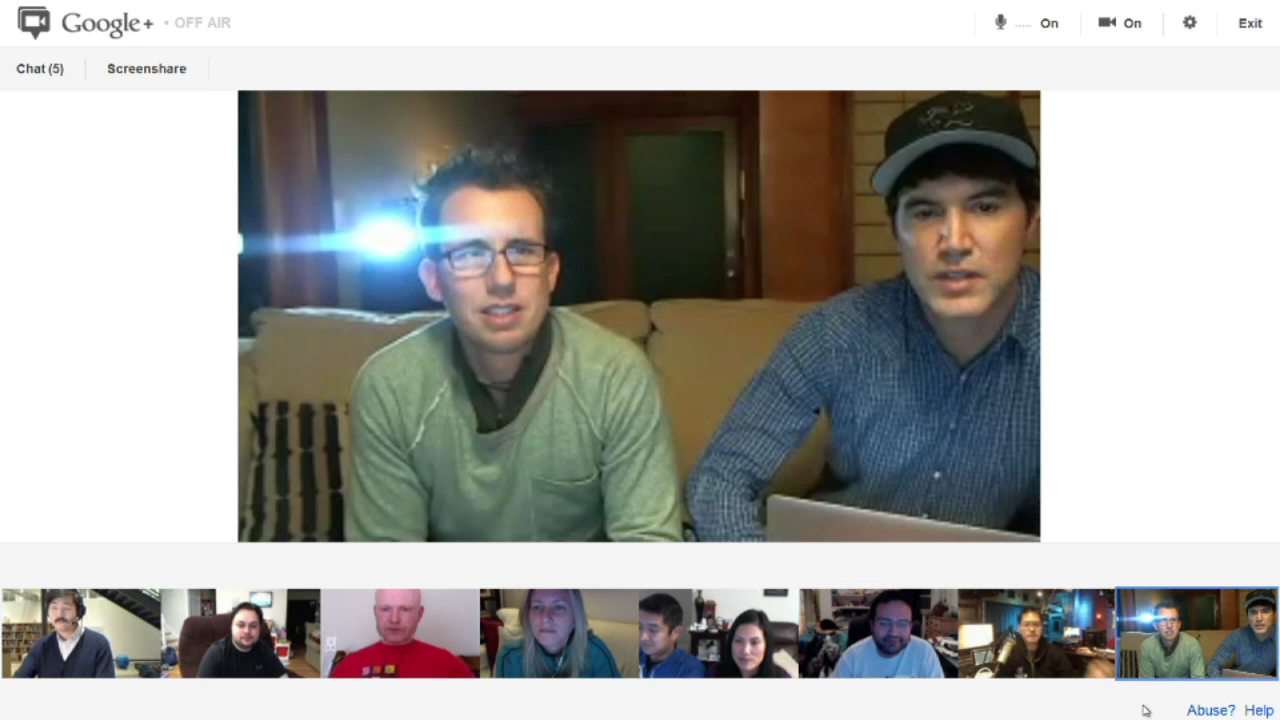 Google+ • OFF AIR
On
On
Exit
Chat (5)
Screenshare
Abuse? Help